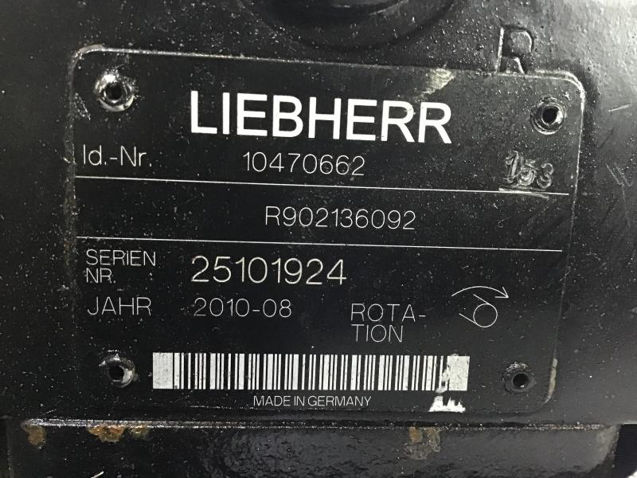 R
LIEBHERR
Id.-Nr. 10470662
153
R902136092
SERIEN
NR. 25101924
JAHR 2010-08
ROTA-
TION
MADE IN GERMANY